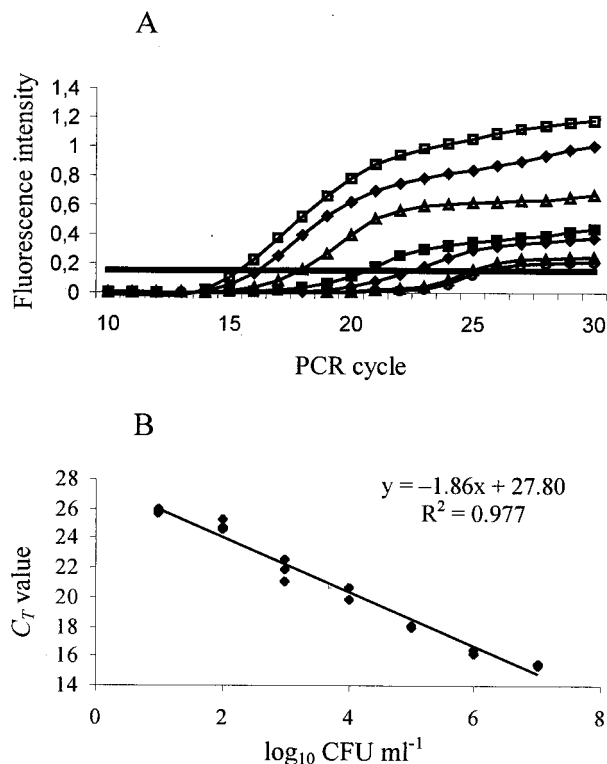 A
Fluorescence intensity
1,4
1,2
1
0,8
0,6
0,4
0.2
0
10 15 20 25 30
PCR cycle
B
y = –1.86x + 27.80
R² = 0.977
C_T value
28
26
24
22
20
18
16
14
0 2 4 6 8
log₁₀ CFU ml⁻¹